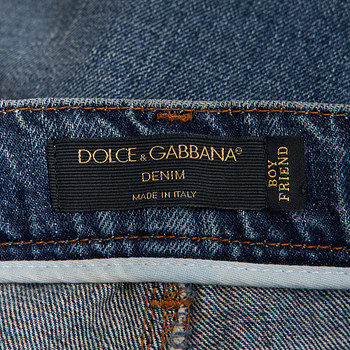 DOLCE & GABBANA®
DENIM
MADE IN ITALY
BOY
FRIEND